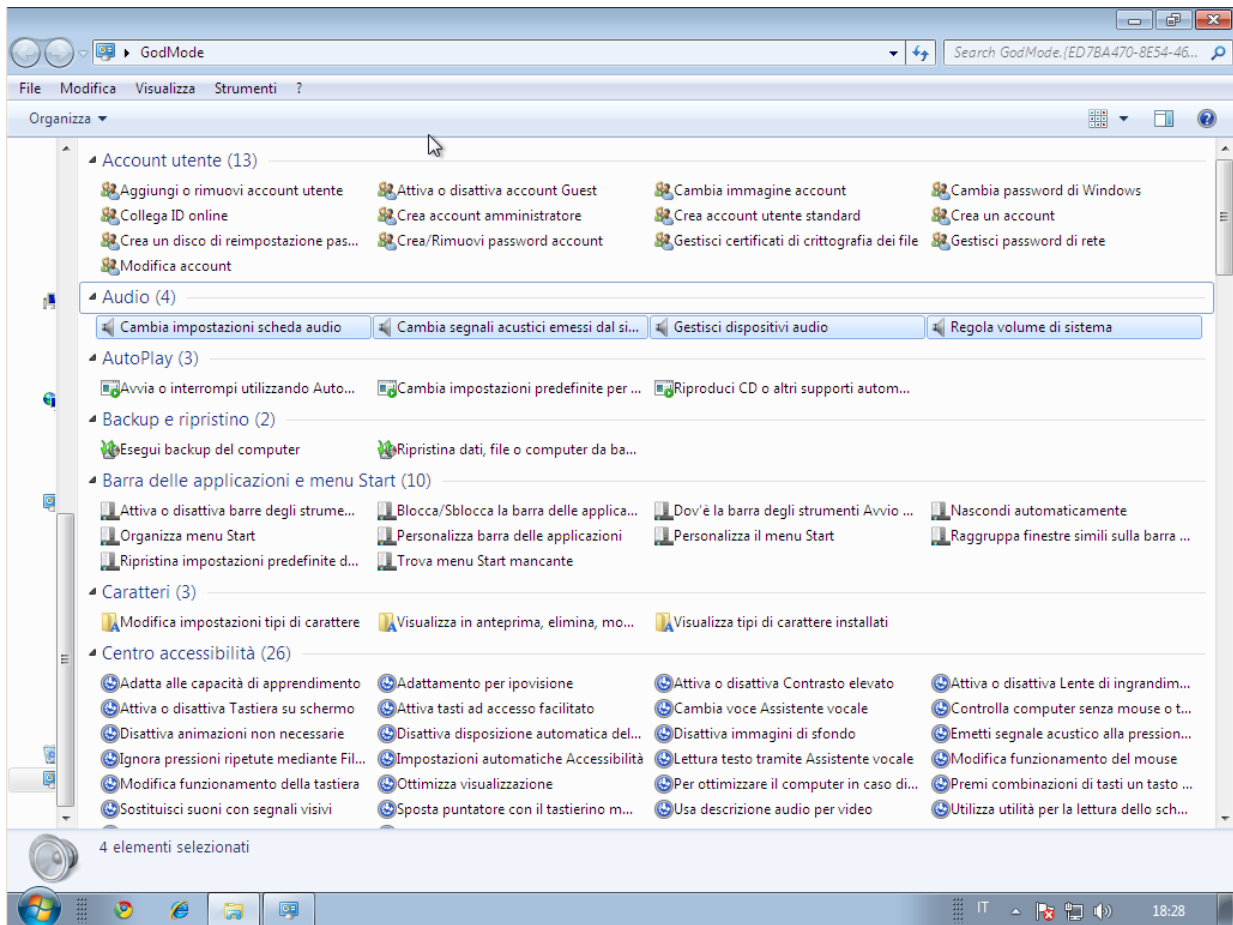 GodMode
Search GodMode.{ED7BA470-8E54-46...
File Modifica Visualizza Strumenti ?
Organizza
Account utente (13)
Aggiungi o rimuovi account utente Attiva o disattiva account Guest Cambia immagine account Cambia password di Windows
Collega ID online Crea account amministratore Crea account utente standard Crea un account
Crea un disco di reimpostazione pas... Crea/Rimuovi password account Gestisci certificati di crittografia dei file Gestisci password di rete
Modifica account
Audio (4)
Cambia impostazioni scheda audio Cambia segnali acustici emessi dal si... Gestisci dispositivi audio Regola volume di sistema
AutoPlay (3)
Avvia o interrompi utilizzando Auto... Cambia impostazioni predefinite per ... Riproduci CD o altri supporti autom...
Backup e ripristino (2)
Esegui backup del computer Ripristina dati, file o computer da ba...
Barra delle applicazioni e menu Start (10)
Attiva o disattiva barre degli strume... Blocca/Sblocca la barra delle applica... Dov'è la barra degli strumenti Avvio ... Nascondi automaticamente
Organizza menu Start Personalizza barra delle applicazioni Personalizza il menu Start Raggruppa finestre simili sulla barra ...
Ripristina impostazioni predefinite d... Trova menu Start mancante
Caratteri (3)
Modifica impostazioni tipi di carattere Visualizza in anteprima, elimina, mo... Visualizza tipi di carattere installati
Centro accessibilità (26)
Adatta alle capacità di apprendimento Adattamento per ipovisione Attiva o disattiva Contrasto elevato Attiva o disattiva Lente di ingrandim...
Attiva o disattiva Tastiera su schermo Attiva tasti ad accesso facilitato Cambia voce Assistente vocale Controlla computer senza mouse o t...
Disattiva animazioni non necessarie Disattiva disposizione automatica del... Disattiva immagini di sfondo Emetti segnale acustico alla pression...
Ignora pressioni ripetute mediante Fil... Impostazioni automatiche Accessibilità Lettura testo tramite Assistente vocale Modifica funzionamento del mouse
Modifica funzionamento della tastiera Ottimizza visualizzazione Per ottimizzare il computer in caso di... Premi combinazioni di tasti un tasto ...
Sostituisci suoni con segnali visivi Sposta puntatore con il tastierino m... Usa descrizione audio per video Utilizza utilità per la lettura dello sch...
4 elementi selezionati
IT 18:28